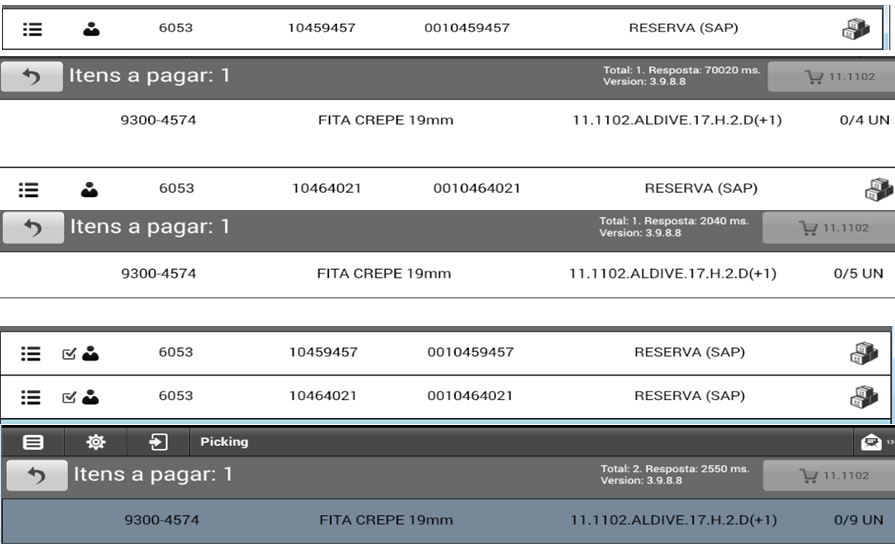 6053 10459457 0010459457 RESERVA (SAP)
Itens a pagar: 1 Total: 1. Resposta: 70020 ms. 11.1102
Version: 3.9.8.8
9300-4574 FITA CREPE 19mm 11.1102.ALDIVE.17.H.2.D(+1) 0/4 UN
6053 10464021 0010464021 RESERVA (SAP)
Itens a pagar: 1 Total: 1. Resposta: 2040 ms. 11.1102
Version: 3.9.8.8
9300-4574 FITA CREPE 19mm 11.1102.ALDIVE.17.H.2.D(+1) 0/5 UN
6053 10459457 0010459457 RESERVA (SAP)
6053 10464021 0010464021 RESERVA (SAP)
Picking
Itens a pagar: 1 Total: 2. Resposta: 2550 ms. 11.1102
Version: 3.9.8.8
9300-4574 FITA CREPE 19mm 11.1102.ALDIVE.17.H.2.D(+1) 0/9 UN